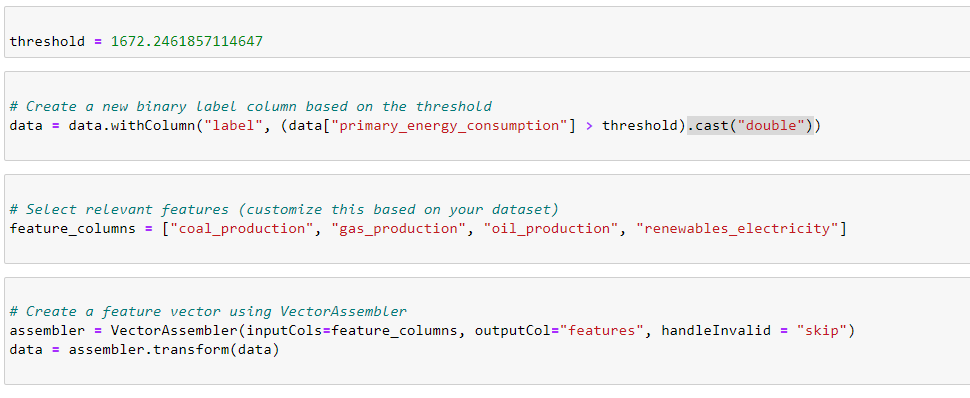 threshold = 1672.2461857114647
# Create a new binary label column based on the threshold
data = data.withColumn("label", (data["primary_energy_consumption"] > threshold).cast("double"))
# Select relevant features (customize this based on your dataset)
feature_columns = ["coal_production", "gas_production", "oil_production", "renewables_electricity"]
# Create a feature vector using VectorAssembler
assembler = VectorAssembler(inputCols=feature_columns, outputCol="features", handleInvalid = "skip")
data = assembler.transform(data)